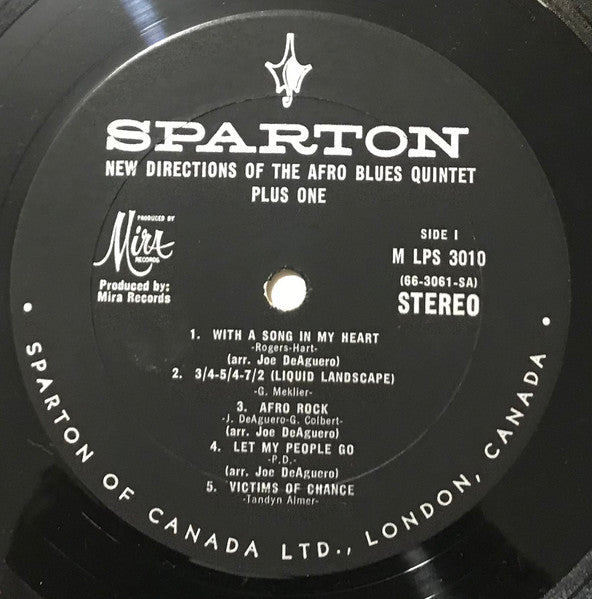 SPARTON
NEW DIRECTIONS OF THE AFRO BLUES QUINTET
PLUS ONE
PRODUCED BY
Mira
RECORDS
Produced by:
Mira Records
SIDE I
M LPS 3010
(66-3061-SA)
STEREO
1. WITH A SONG IN MY HEART
-Rogers-Hart-
(arr. Joe DeAguero)
2. 3/4-5/4-7/2 (LIQUID LANDSCAPE)
-G. Meklier-
3. AFRO ROCK
-J. DeAguero-G. Colbert-
(arr. Joe DeAguero)
4. LET MY PEOPLE GO
-P.D.-
(arr. Joe DeAguero)
5. VICTIMS OF CHANCE
-Tandyn Almer-
• SPARTON OF CANADA LTD., LONDON, CANADA •